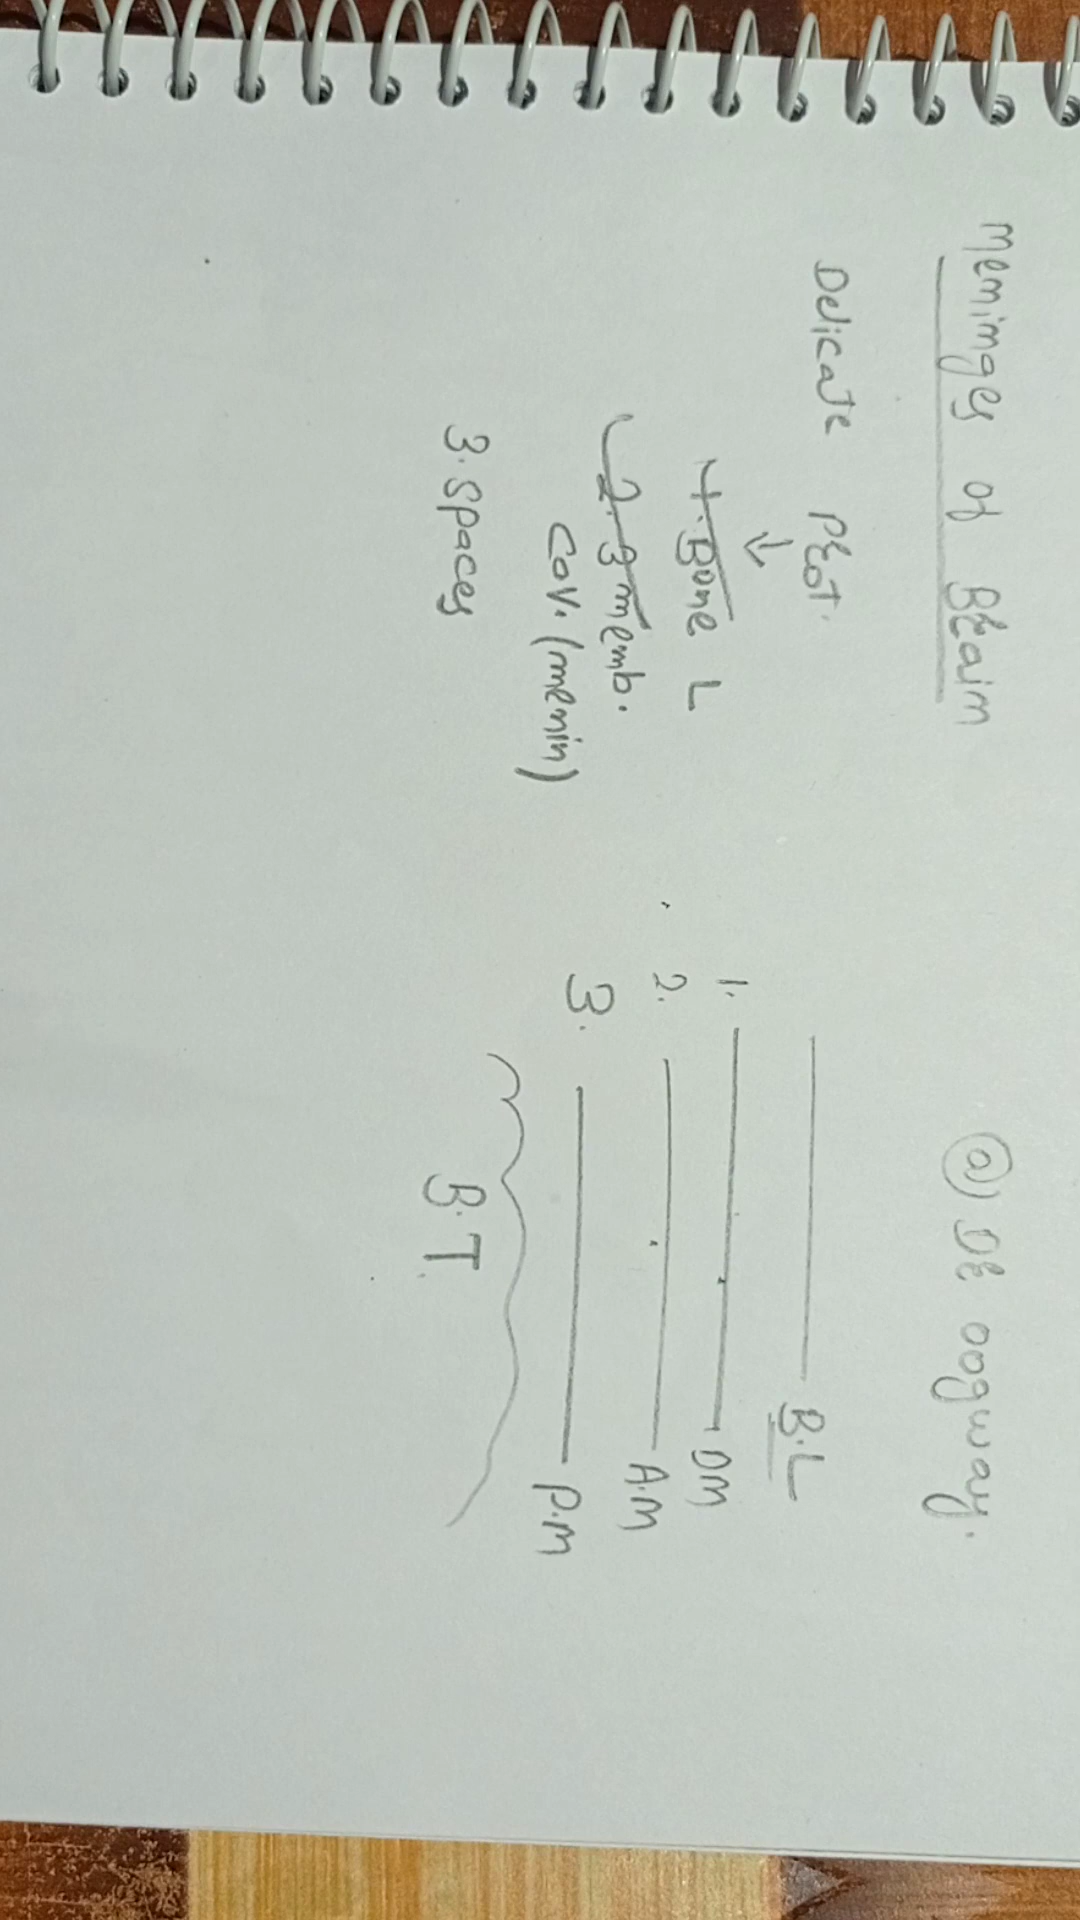 Meninges of Brain
@) DR oogway.
Delicate Prot.
↓
1. Bone L
2. 3 memb.
cov. (menin)
3. Spaces
B.L
1. DM
2. A.M
3. P.M
B.T.